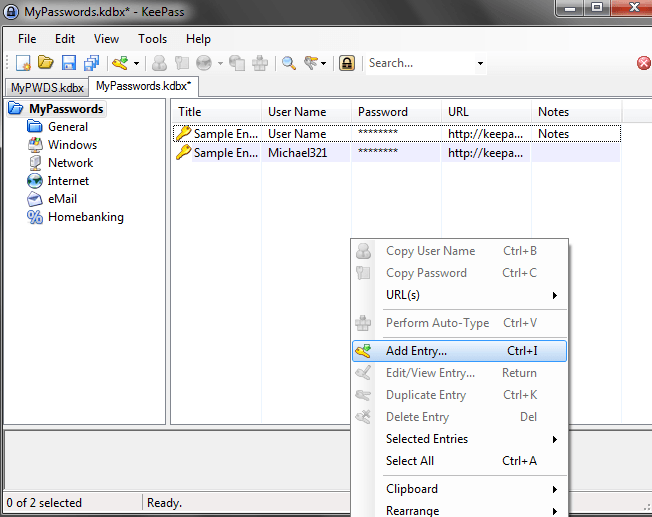 MyPasswords.kdbx* - KeePass
File Edit View Tools Help
Search...
MyPWDS.kdbx MyPasswords.kdbx*
MyPasswords
General
Windows
Network
Internet
eMail
Homebanking
Title User Name Password URL Notes
Sample En... User Name ******** http://keepa... Notes
Sample En... Michael321 ******** http://keepa...
Copy User Name Ctrl+B
Copy Password Ctrl+C
URL(s)
Perform Auto-Type Ctrl+V
Add Entry... Ctrl+I
Edit/View Entry... Return
Duplicate Entry Ctrl+K
Delete Entry Del
Selected Entries
Select All Ctrl+A
Clipboard
Rearrange
0 of 2 selected Ready.